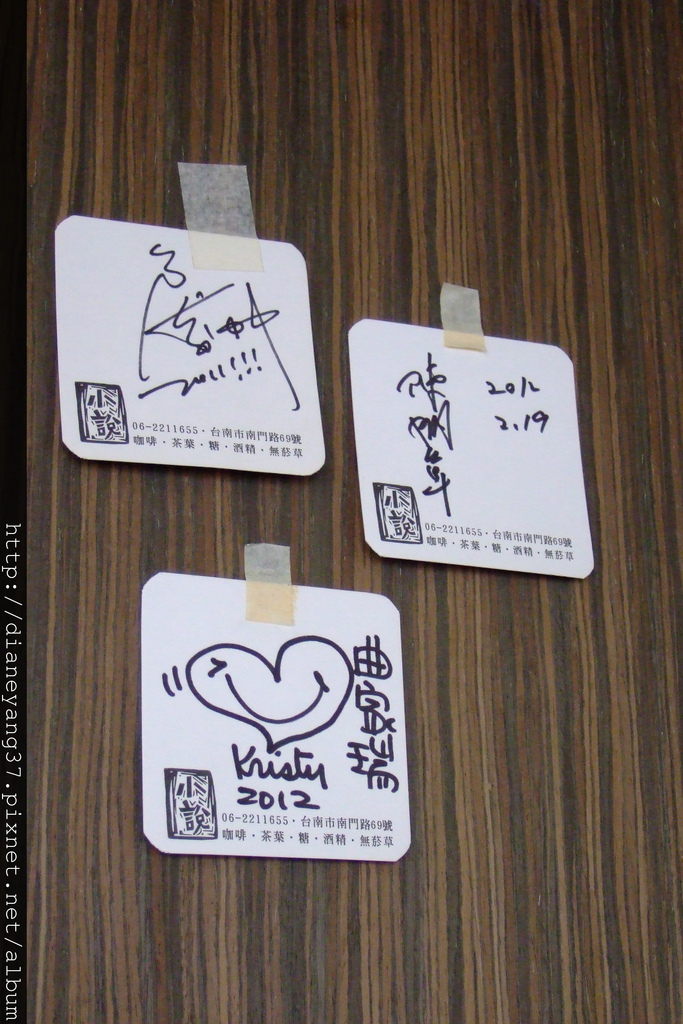 2011!!!
小說
06-2211655·台南市南門路69號
咖啡·茶葉·糖·酒精·無菸草
陳明章
2012
2.19
小說
06-2211655·台南市南門路69號
咖啡·茶葉·糖·酒精·無菸草
曲家瑞
Kristy
2012
小說
06-2211655·台南市南門路69號
咖啡·茶葉·糖·酒精·無菸草
http://dianeyang37.pixnet.net/album